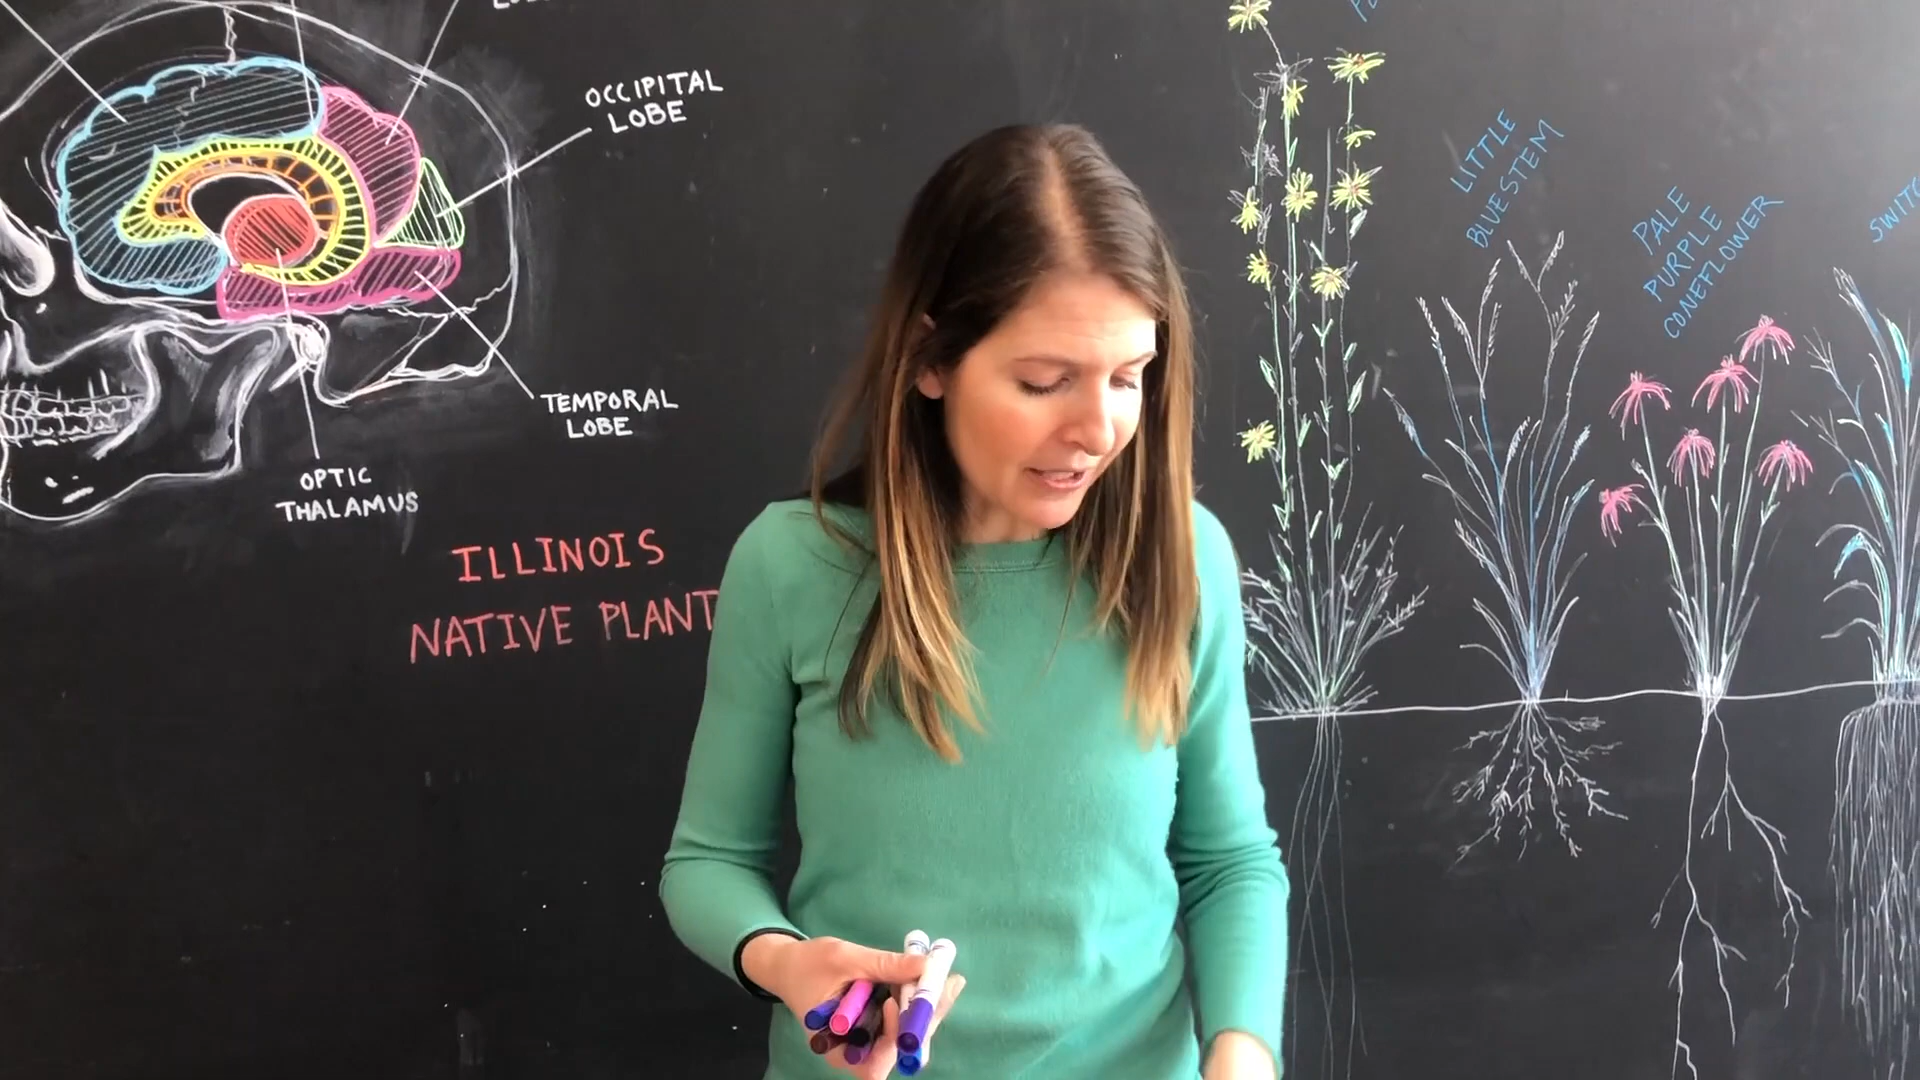 OCCIPITAL
LOBE
TEMPORAL
LOBE
OPTIC
THALAMUS
ILLINOIS
NATIVE PLANT
LITTLE
BLUESTEM
PALE
PURPLE
CONEFLOWER